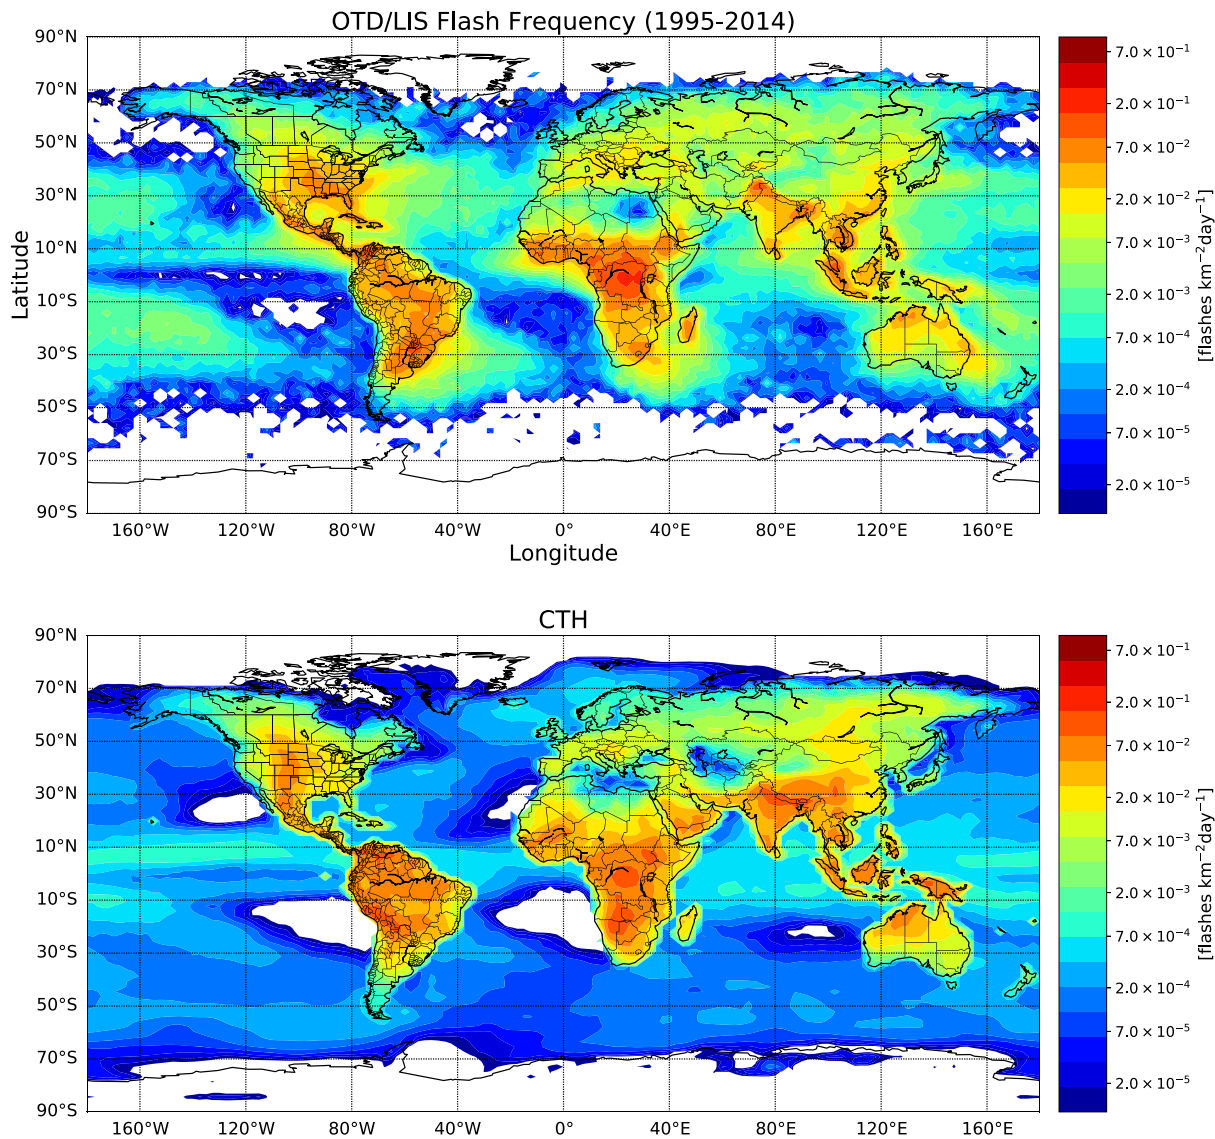 OTD/LIS Flash Frequency (1995-2014)
90°N
70°N
50°N
30°N
10°N
10°S
30°S
50°S
70°S
90°S
Latitude
160°W 120°W 80°W 40°W 0° 40°E 80°E 120°E 160°E
Longitude
7.0 × 10⁻¹
2.0 × 10⁻¹
7.0 × 10⁻²
2.0 × 10⁻²
7.0 × 10⁻³
2.0 × 10⁻³
7.0 × 10⁻⁴
2.0 × 10⁻⁴
7.0 × 10⁻⁵
2.0 × 10⁻⁵
[flashes km⁻²day⁻¹]
CTH
90°N
70°N
50°N
30°N
10°N
10°S
30°S
50°S
70°S
90°S
160°W 120°W 80°W 40°W 0° 40°E 80°E 120°E 160°E
7.0 × 10⁻¹
2.0 × 10⁻¹
7.0 × 10⁻²
2.0 × 10⁻²
7.0 × 10⁻³
2.0 × 10⁻³
7.0 × 10⁻⁴
2.0 × 10⁻⁴
7.0 × 10⁻⁵
2.0 × 10⁻⁵
[flashes km⁻²day⁻¹]